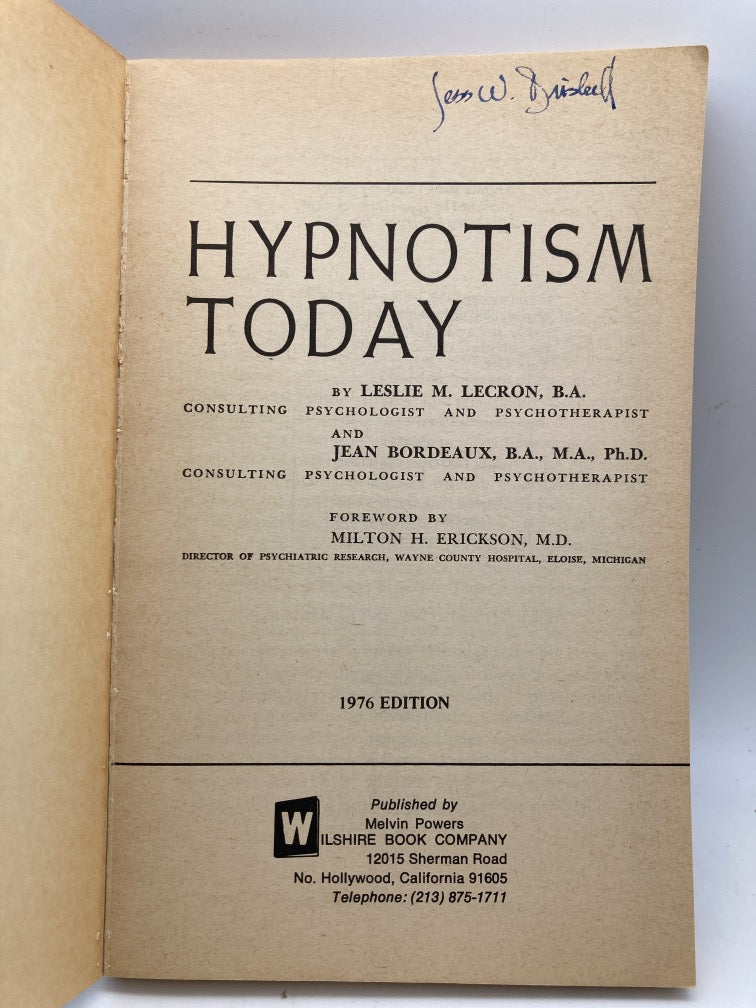 Jess W. Driskell
HYPNOTISM
TODAY
BY LESLIE M. LECRON, B.A.
CONSULTING PSYCHOLOGIST AND PSYCHOTHERAPIST
AND
JEAN BORDEAUX, B.A., M.A., Ph.D.
CONSULTING PSYCHOLOGIST AND PSYCHOTHERAPIST
FOREWORD BY
MILTON H. ERICKSON, M.D.
DIRECTOR OF PSYCHIATRIC RESEARCH, WAYNE COUNTY HOSPITAL, ELOISE, MICHIGAN
1976 EDITION
Published by
Melvin Powers
WILSHIRE BOOK COMPANY
12015 Sherman Road
No. Hollywood, California 91605
Telephone: (213) 875-1711